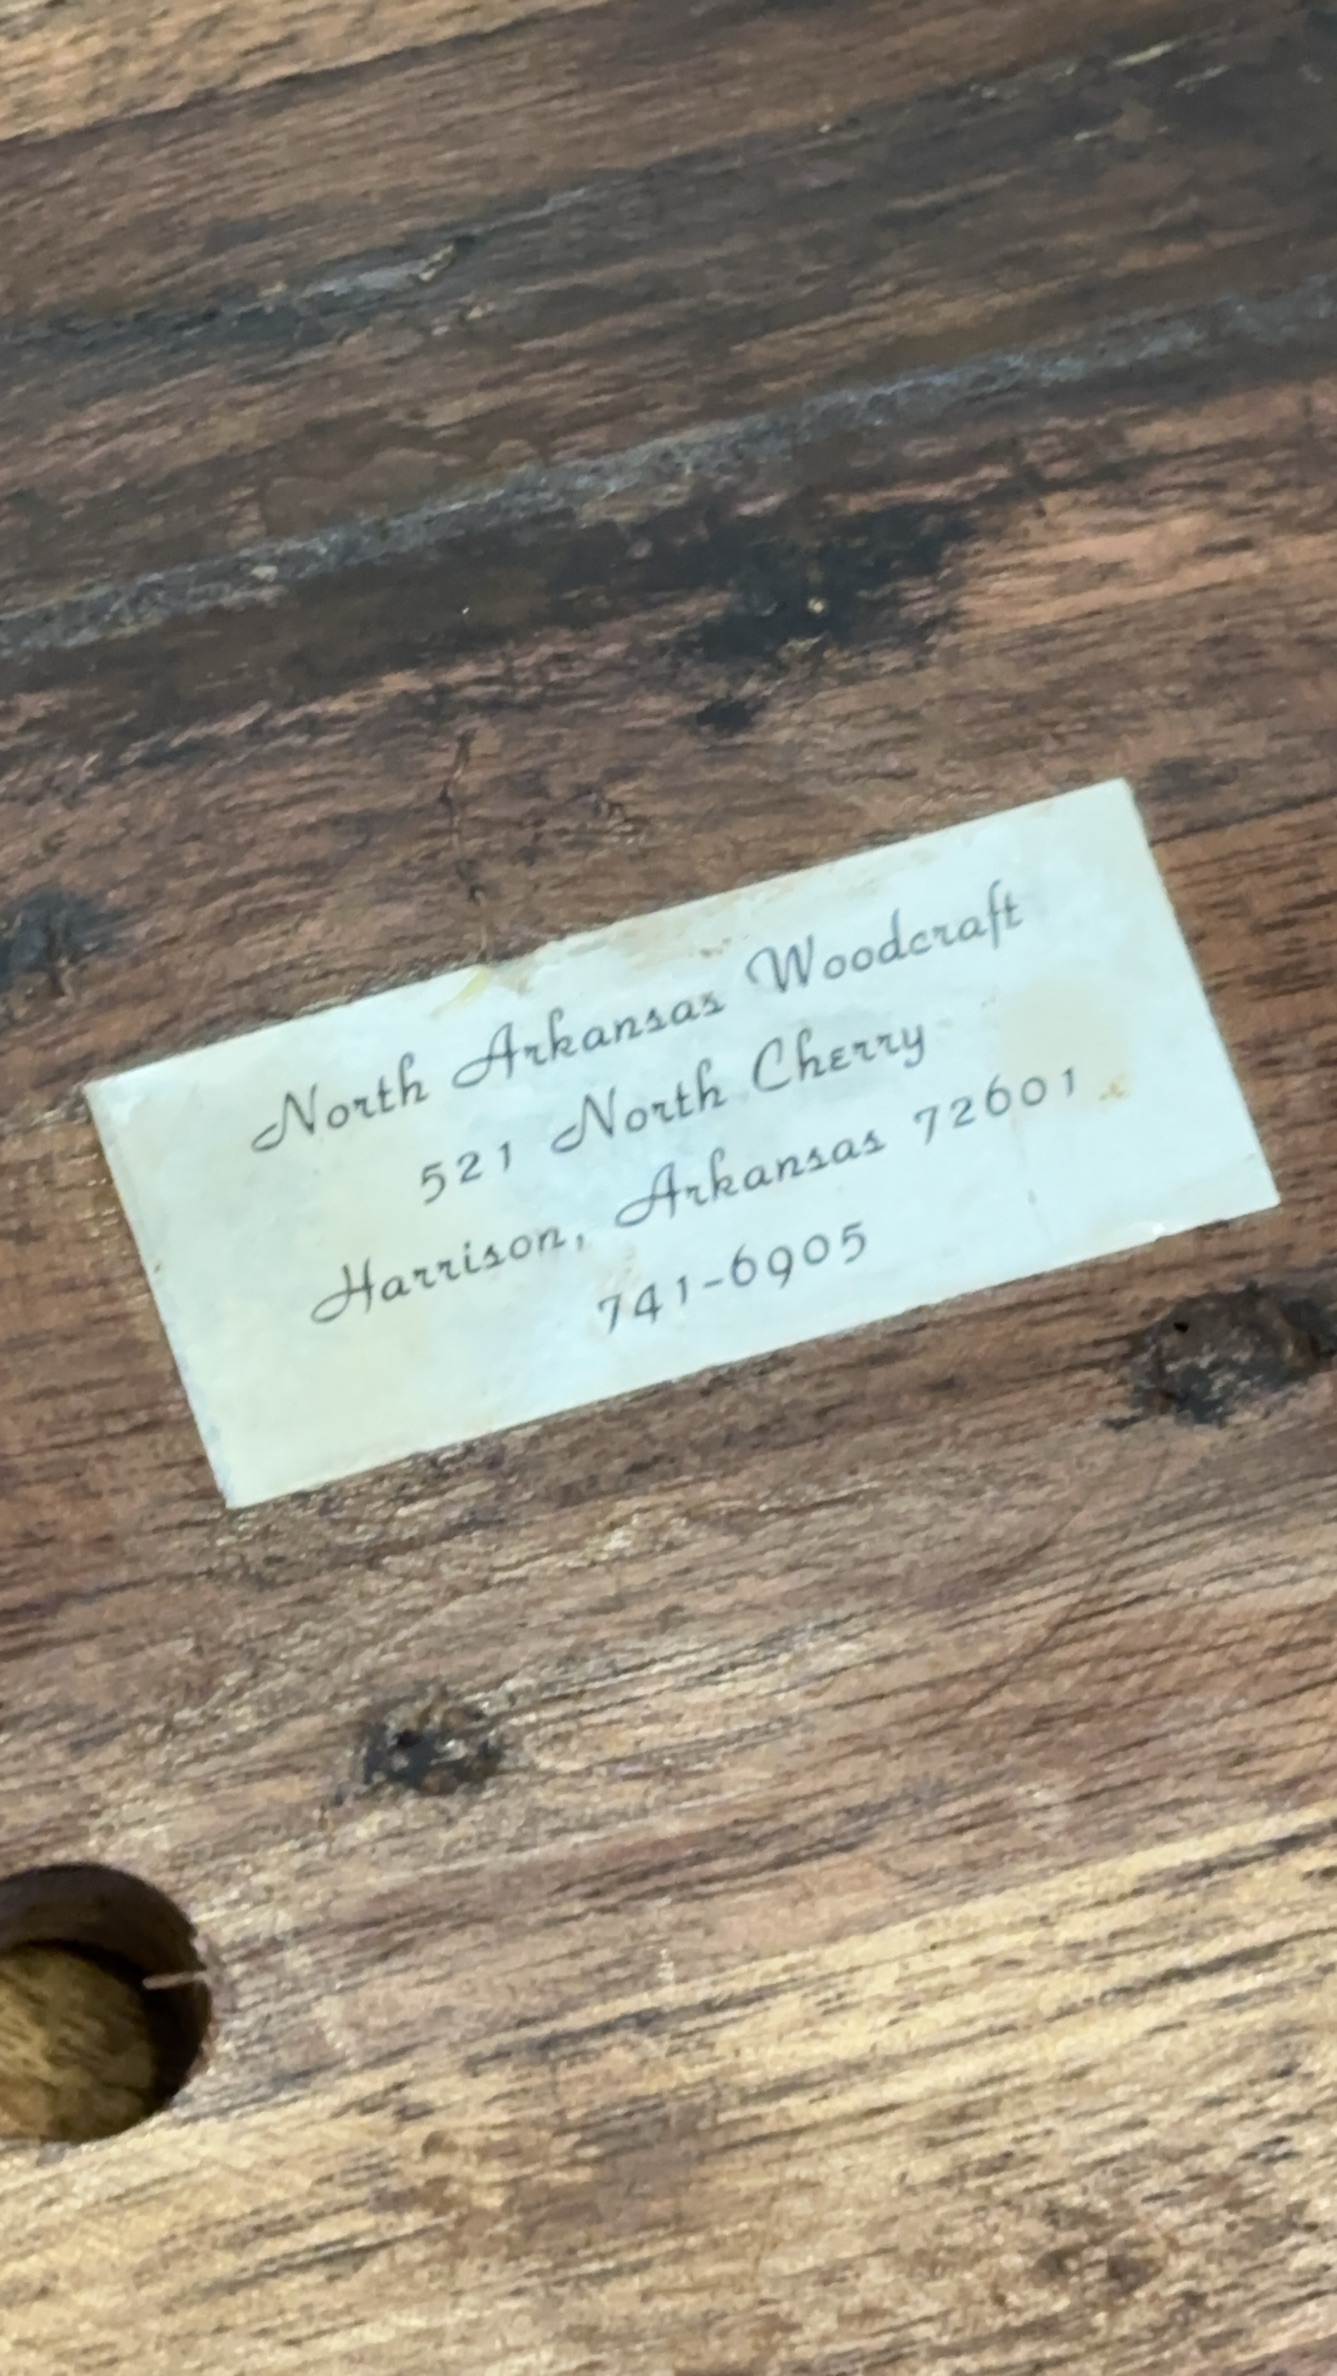 North Arkansas Woodcraft
521 North Cherry
Harrison, Arkansas 72601
741-6905